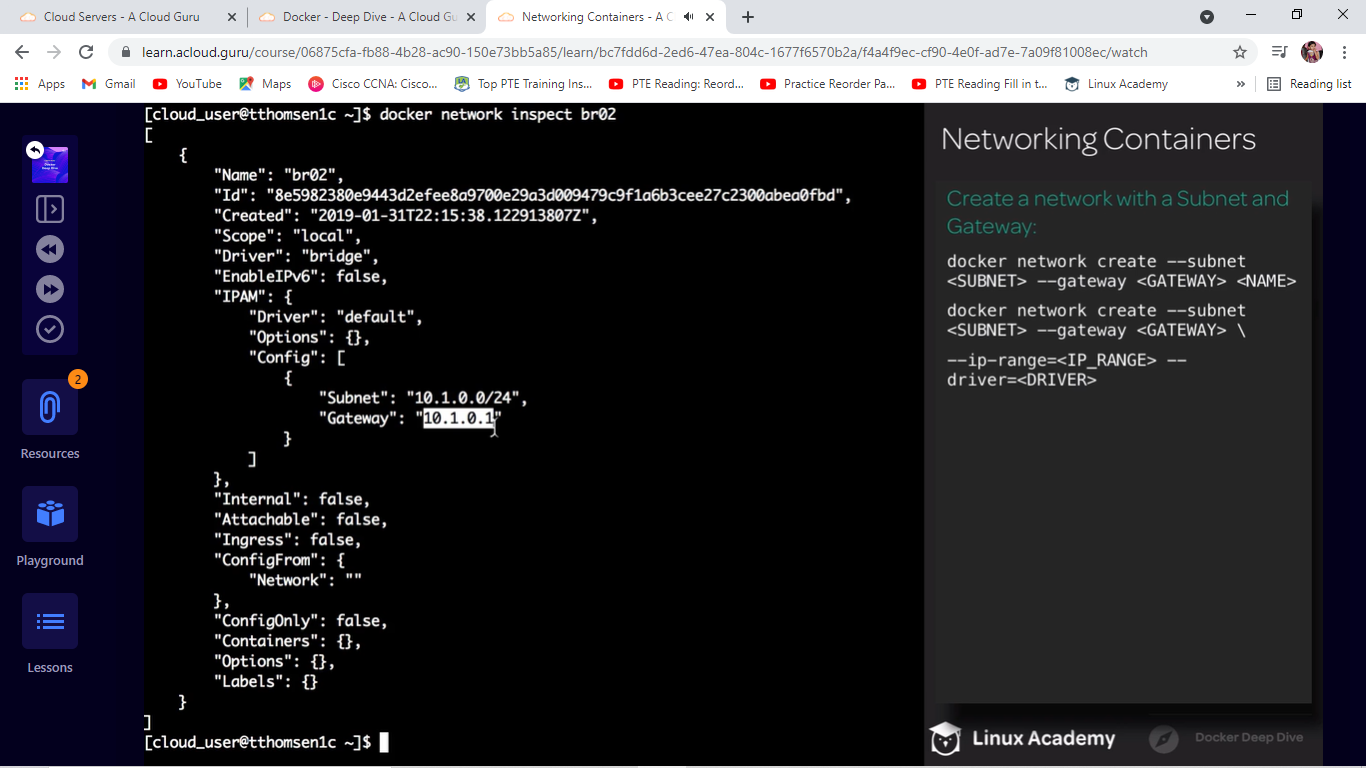 Cloud Servers - A Cloud Guru
Docker - Deep Dive - A Cloud Gu
Networking Containers - A C
learn.acloud.guru/course/06875cfa-fb88-4b28-ac90-150e73bb5a85/learn/bc7fdd6d-2ed6-47ea-804c-1677f6570b2a/f4a4f9ec-cf90-4e0f-ad7e-7a09f81008ec/watch
Apps
Gmail
YouTube
Maps
Cisco CCNA: Cisco...
Top PTE Training Ins...
PTE Reading: Reord...
Practice Reorder Pa...
PTE Reading Fill in t...
Linux Academy
»
Reading list
Docker
Deep Dive
2
Resources
Playground
Lessons
[cloud_user@tthomsen1c ~]$ docker network inspect br02
[
{
"Name": "br02",
"Id": "8e5982380e9443d2efee8a9700e29a3d009479c9f1a6b3cee27c2300abea0fbd",
"Created": "2019-01-31T22:15:38.122913807Z",
"Scope": "local",
"Driver": "bridge",
"EnableIPv6": false,
"IPAM": {
"Driver": "default",
"Options": {},
"Config": [
{
"Subnet": "10.1.0.0/24",
"Gateway": "10.1.0.1"
}
]
},
"Internal": false,
"Attachable": false,
"Ingress": false,
"ConfigFrom": {
"Network": ""
},
"ConfigOnly": false,
"Containers": {},
"Options": {},
"Labels": {}
}
]
[cloud_user@tthomsen1c ~]$
Networking Containers
Create a network with a Subnet and
Gateway:
docker network create --subnet
<SUBNET> --gateway <GATEWAY> <NAME>
docker network create --subnet
<SUBNET> --gateway <GATEWAY> \
--ip-range=<IP_RANGE> --
driver=<DRIVER>
Linux Academy
Docker Deep Dive